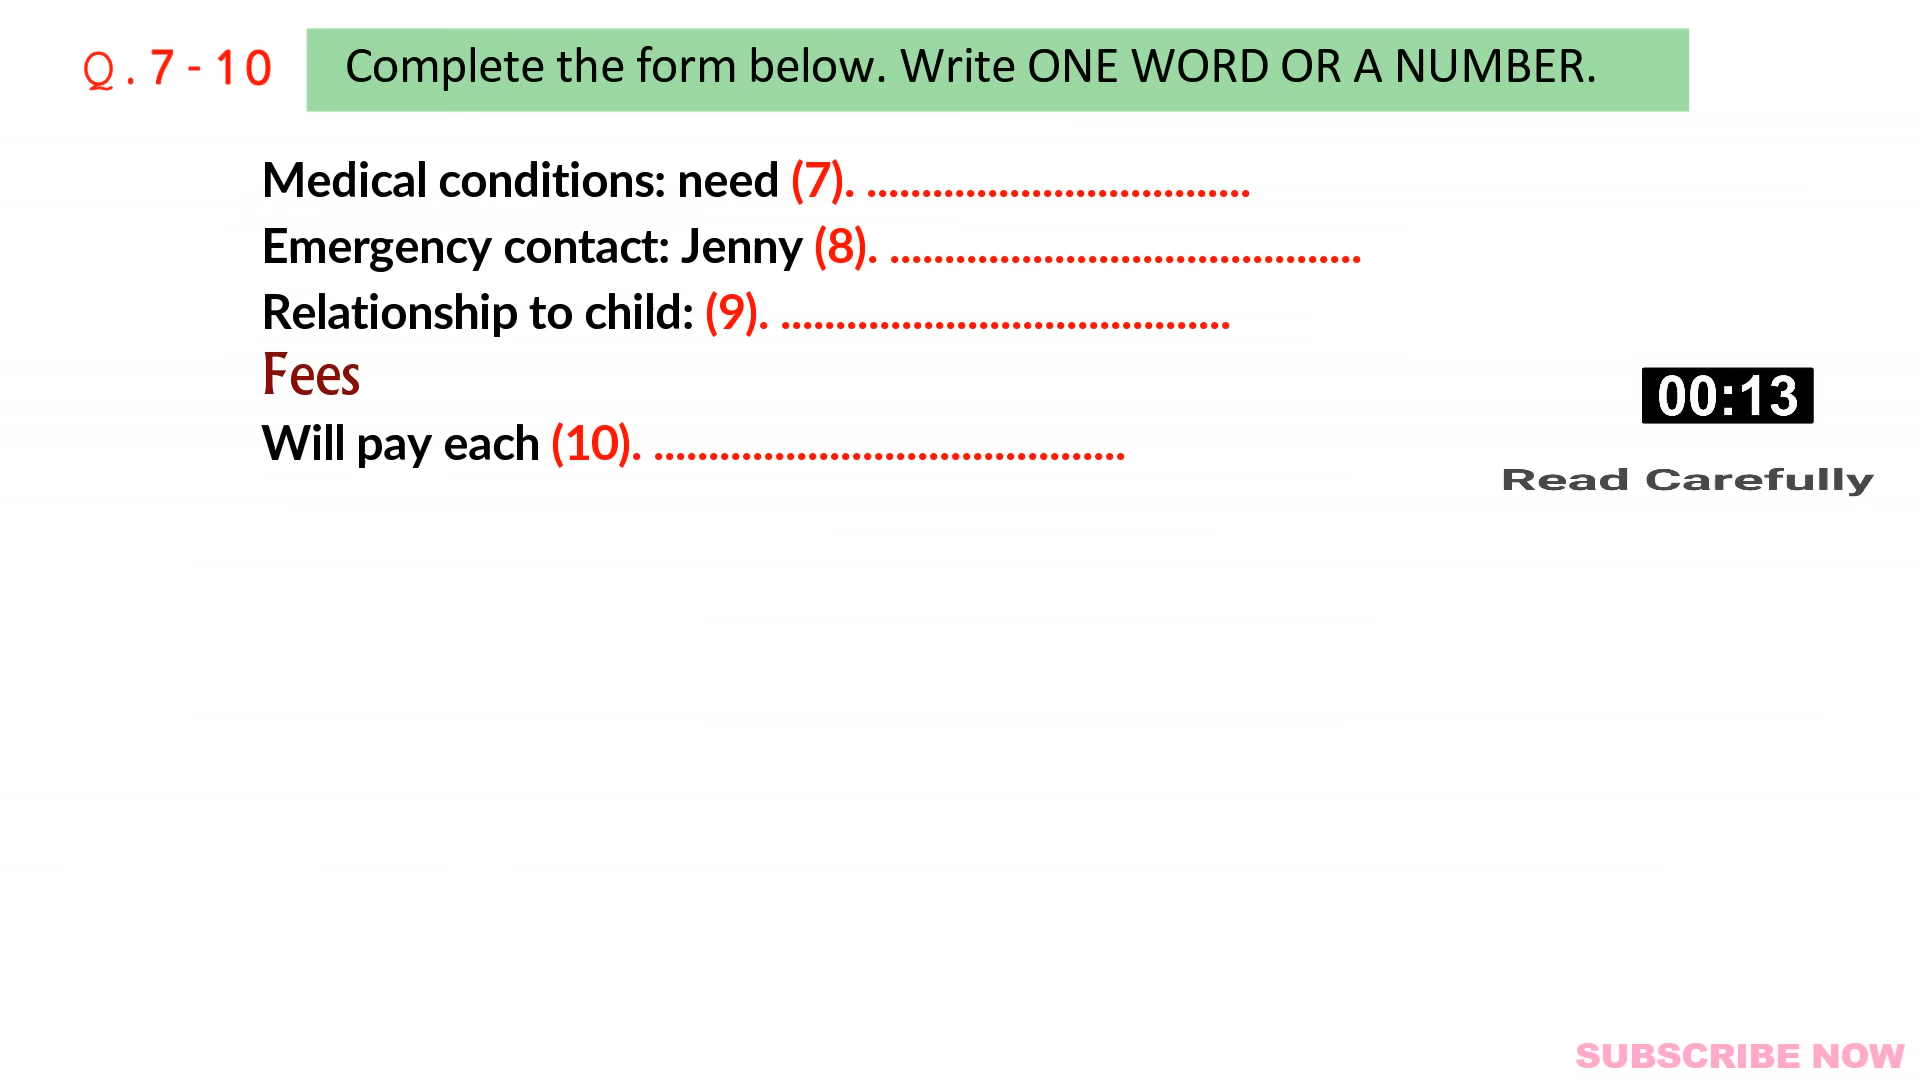 Q.7-10 Complete the form below. Write ONE WORD OR A NUMBER.
Medical conditions: need (7). ................................
Emergency contact: Jenny (8). .......................................
Relationship to child: (9). .....................................
Fees
00:13
Will pay each (10). .......................................
Read Carefully
SUBSCRIBE NOW